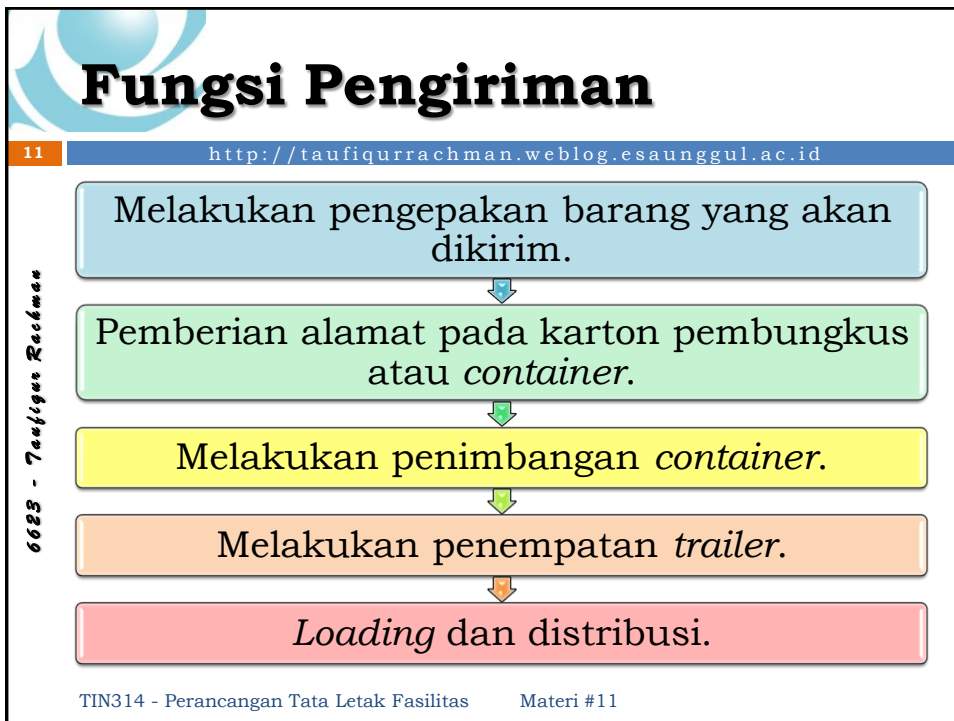 Fungsi Pengiriman
11
http://taufiqurrachman.weblog.esaunggul.ac.id
Melakukan pengepakan barang yang akan
dikirim.
Pemberian alamat pada karton pembungkus
atau container.
Melakukan penimbangan container.
Melakukan penempatan trailer.
Loading dan distribusi.
6623 - Taufiqur Rachman
TIN314 - Perancangan Tata Letak Fasilitas Materi #11